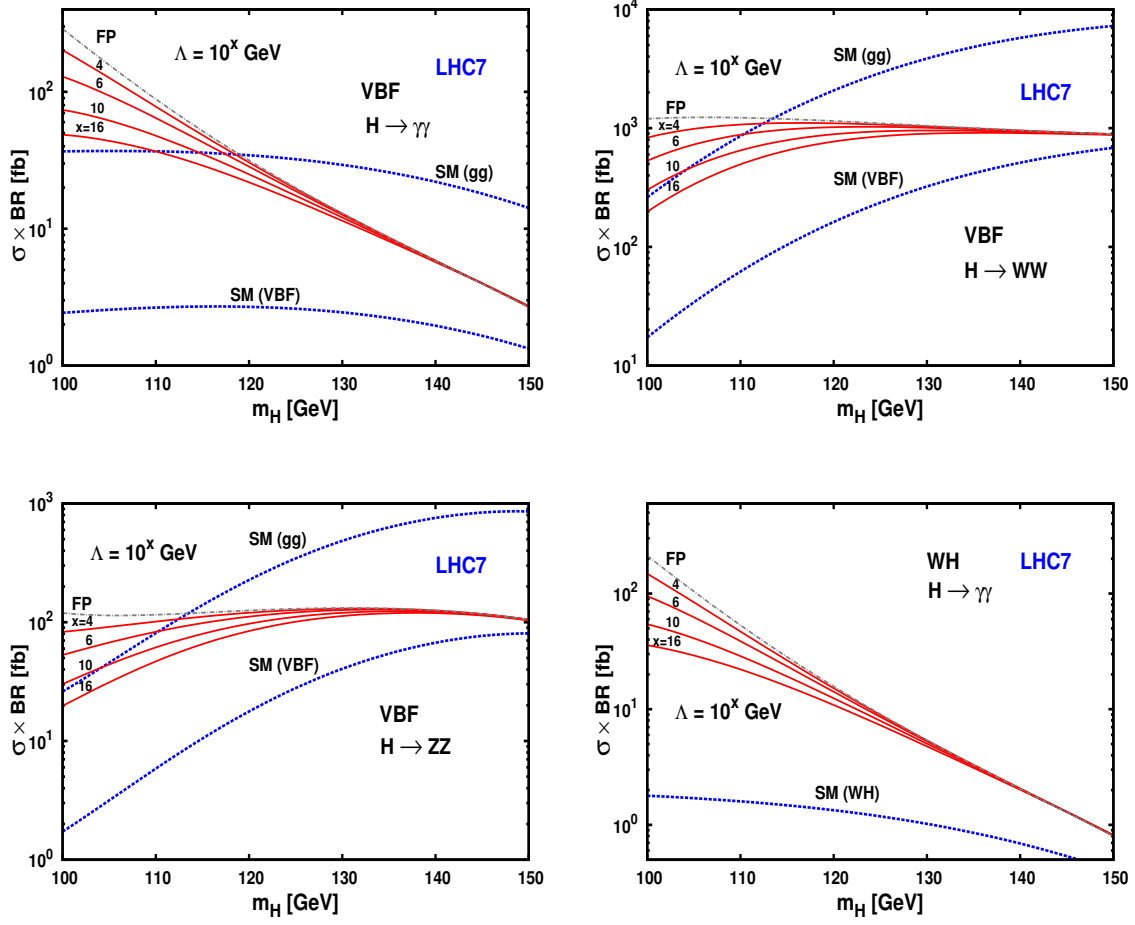 FP
Λ = 10^x GeV
LHC7
4
6
10
x=16
VBF
H → γγ
SM (gg)
SM (VBF)
σ × BR [fb]
10^2
10^1
10^0
100 110 120 130 140 150
m_H [GeV]
Λ = 10^x GeV
SM (gg)
LHC7
FP
x=4
6
10
16
SM (VBF)
VBF
H → WW
σ × BR [fb]
10^4
10^3
10^2
10^1
100 110 120 130 140 150
m_H [GeV]
Λ = 10^x GeV
SM (gg)
LHC7
FP
x=4
6
10
16
SM (VBF)
VBF
H → ZZ
σ × BR [fb]
10^3
10^2
10^1
10^0
100 110 120 130 140 150
m_H [GeV]
WH
LHC7
H → γγ
FP
4
6
10
x=16
Λ = 10^x GeV
SM (WH)
σ × BR [fb]
10^2
10^1
10^0
100 110 120 130 140 150
m_H [GeV]